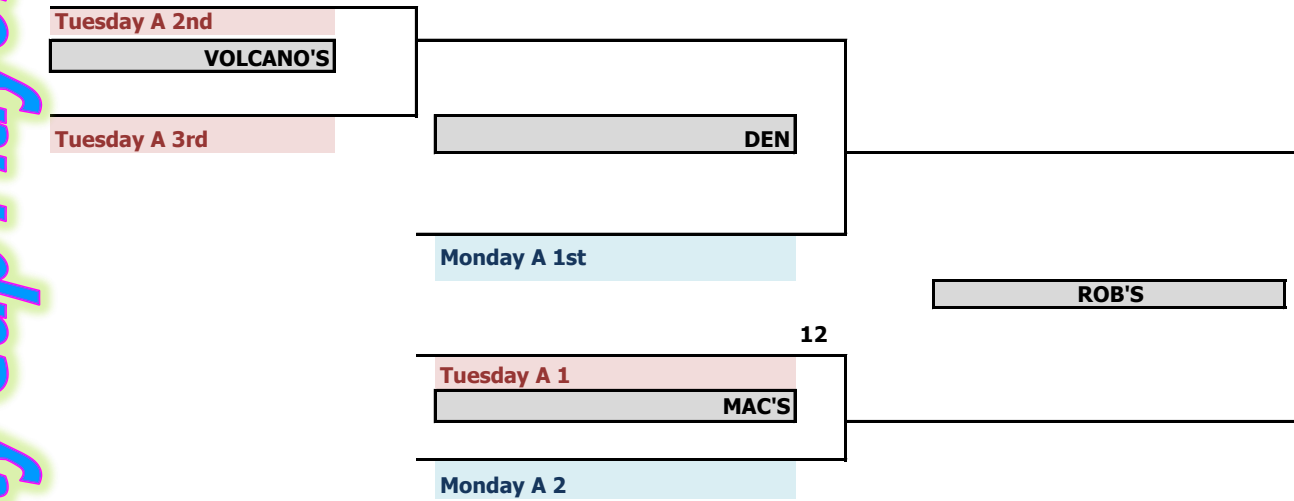 Tuesday A 2nd
VOLCANO'S
Tuesday A 3rd
DEN
Monday A 1st
ROB'S
12
Tuesday A 1
MAC'S
Monday A 2